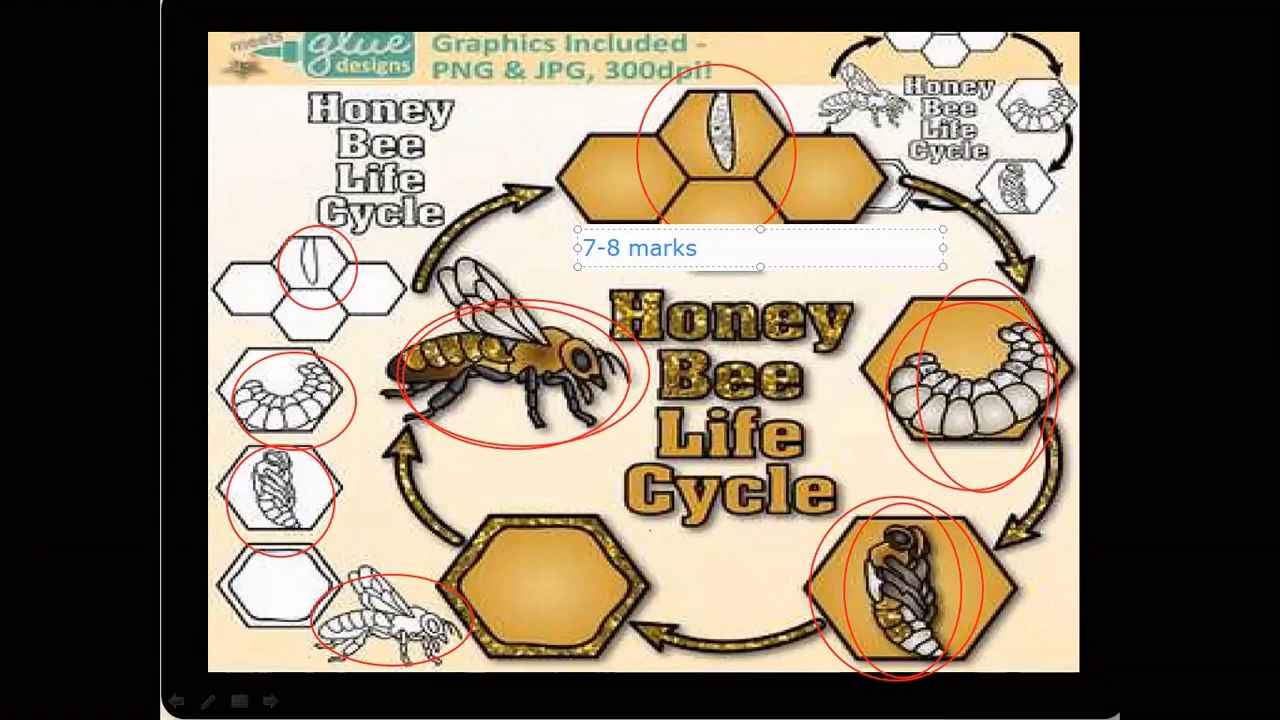 meets
glue
designs
Graphics Included -
PNG & JPG, 300dpi!
Honey
Bee
Life
Cycle
Honey
Bee
Life
Cycle
7-8 marks
Honey
Bee
Life
Cycle